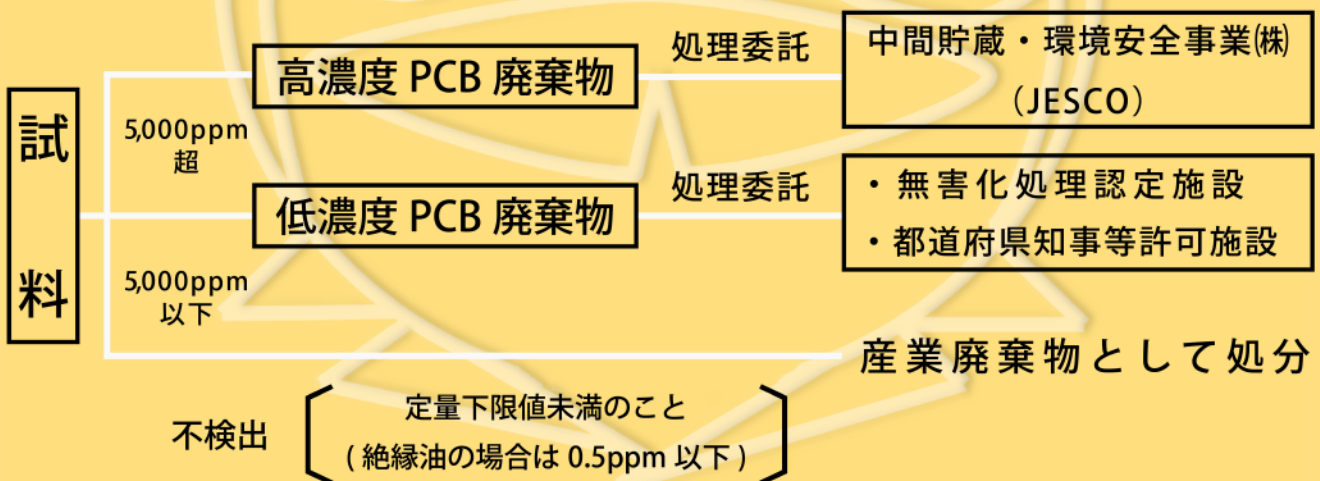 試料
5,000ppm
超
高濃度 PCB 廃棄物
処理委託
中間貯蔵・環境安全事業㈱
（JESCO）
5,000ppm
以下
低濃度 PCB 廃棄物
処理委託
・無害化処理認定施設
・都道府県知事等許可施設
産業廃棄物として処分
不検出
定量下限値未満のこと
( 絶縁油の場合は 0.5ppm 以下 )